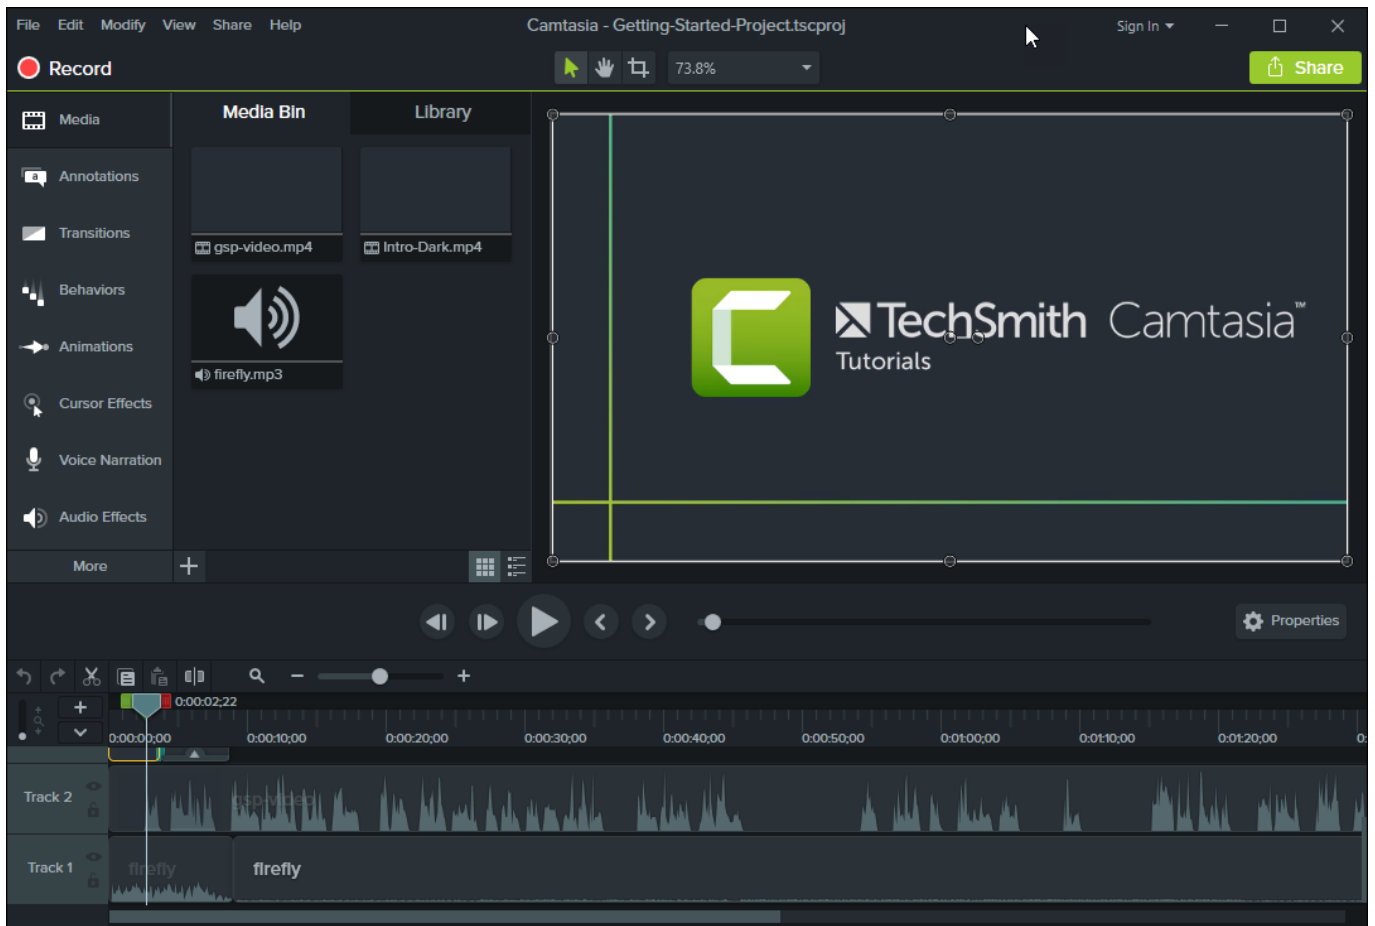 File Edit Modify View Share Help
Camtasia - Getting-Started-Project.tscproj
Sign In
Record
73.8%
Share
Media
Media Bin
Library
Annotations
Transitions
Behaviors
Animations
Cursor Effects
Voice Narration
Audio Effects
More
gsp-video.mp4
Intro-Dark.mp4
firefly.mp3
TechSmith Camtasia™
Tutorials
Properties
0:00:02;22
0:00:00;00 0:00:10;00 0:00:20;00 0:00:30;00 0:00:40;00 0:00:50;00 0:01:00;00 0:01:10;00 0:01:20;00 0:
Track 2
gsp-video
Track 1
firefly
firefly